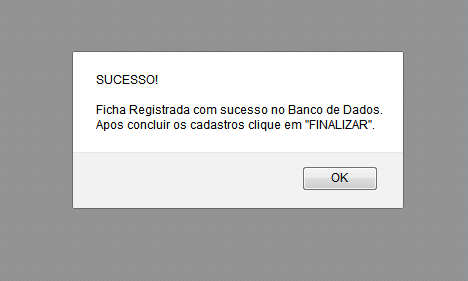 SUCESSO!
Ficha Registrada com sucesso no Banco de Dados.
Apos concluir os cadastros clique em "FINALIZAR".
OK